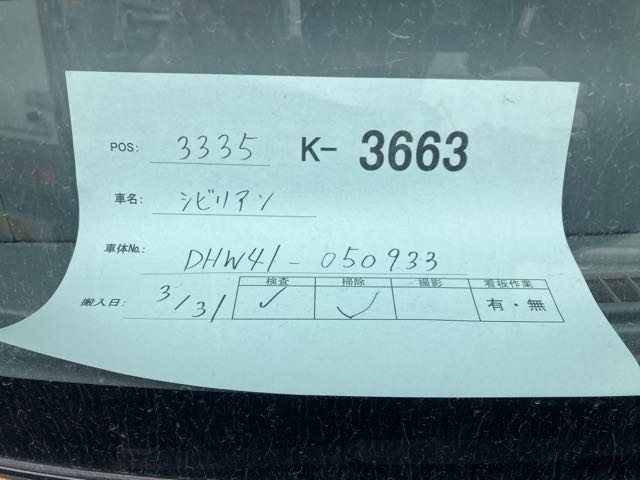 POS: 3335 K- 3663
車名: シビリアン
車体No.: DHW41-050933
搬入日: 3/31
検査 掃除 撮影 看板作業
✓ ✓ 有・無